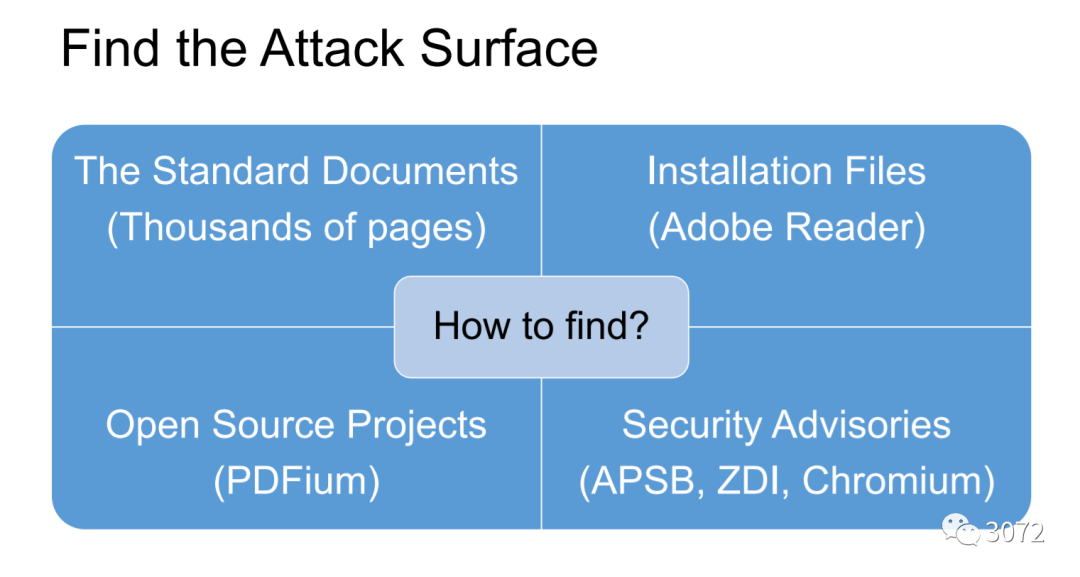 Find the Attack Surface
The Standard Documents
(Thousands of pages)
Installation Files
(Adobe Reader)
How to find?
Open Source Projects
(PDFium)
Security Advisories
(APSB, ZDI, Chromium)
3072